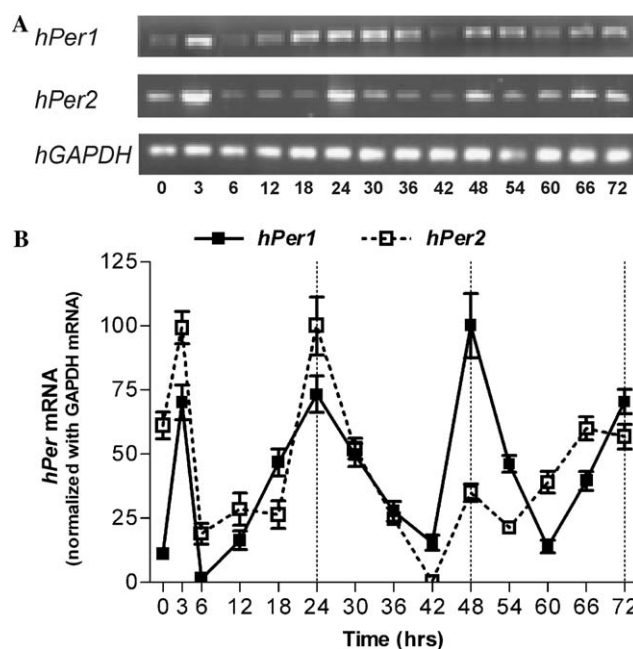 A
hPer1
hPer2
hGAPDH
0 3 6 12 18 24 30 36 42 48 54 60 66 72
B
hPer1 hPer2
hPer mRNA
(normalized with GAPDH mRNA)
125
100
75
50
25
0
0 3 6 12 18 24 30 36 42 48 54 60 66 72
Time (hrs)